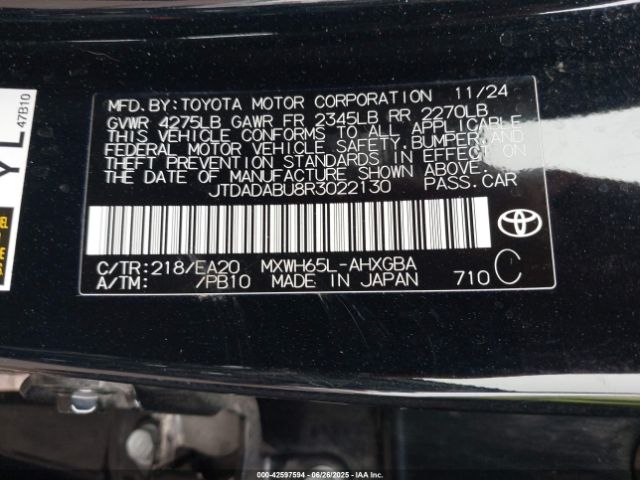 47B10
YL
MFD. BY:TOYOTA MOTOR CORPORATION 11/24
GVWR 4275LB GAWR FR 2345LB RR 2270LB
THIS VEHICLE CONFORMS TO ALL APPLICABLE
FEDERAL MOTOR VEHICLE SAFETY, BUMPER, AND
THEFT PREVENTION STANDARDS IN EFFECT ON
THE DATE OF MANUFACTURE SHOWN ABOVE.
JTDADABU8R3022130 PASS.CAR
C/TR:218/EA20 MXWH65L-AHXGBA
A/TM: /PB10 MADE IN JAPAN 710 C
000-42597594 - 06/26/2025 - IAAI